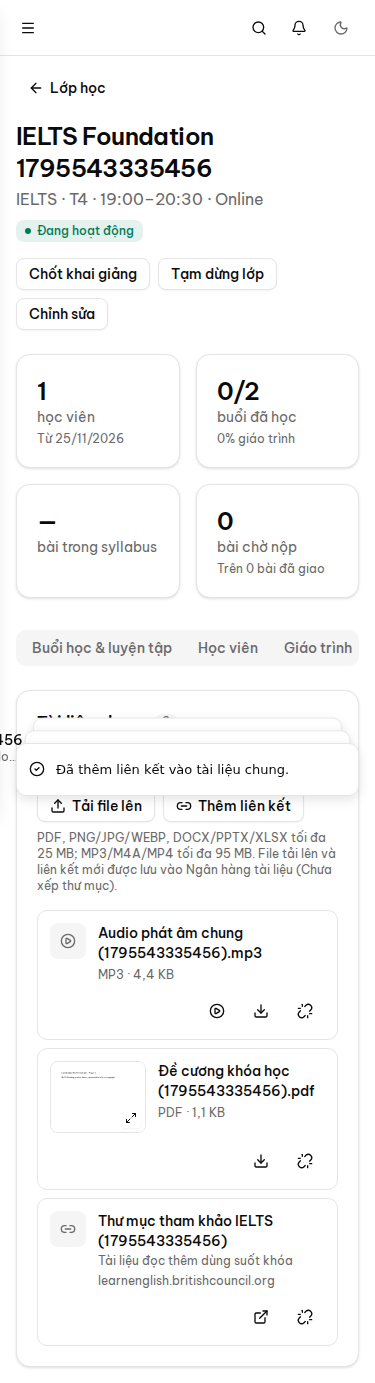 Lớp học
IELTS Foundation
1795543335456
IELTS · T4 · 19:00–20:30 · Online
Đang hoạt động
Chốt khai giảng
Tạm dừng lớp
Chỉnh sửa
1
học viên
Từ 25/11/2026
0/2
buổi đã học
0% giáo trình
–
bài trong syllabus
0
bài chờ nộp
Trên 0 bài đã giao
Buổi học & luyện tập
Học viên
Giáo trình
456
Đã thêm liên kết vào tài liệu chung.
Tải file lên
Thêm liên kết
PDF, PNG/JPG/WEBP, DOCX/PPTX/XLSX tối đa
25 MB; MP3/M4A/MP4 tối đa 95 MB. File tải lên và
liên kết mới được lưu vào Ngân hàng tài liệu (Chưa
xếp thư mục).
Audio phát âm chung
(1795543335456).mp3
MP3 · 4,4 KB
Đề cương khóa học
(1795543335456).pdf
PDF · 1,1 KB
Thư mục tham khảo IELTS
(1795543335456)
Tài liệu đọc thêm dùng suốt khóa
learnenglish.britishcouncil.org